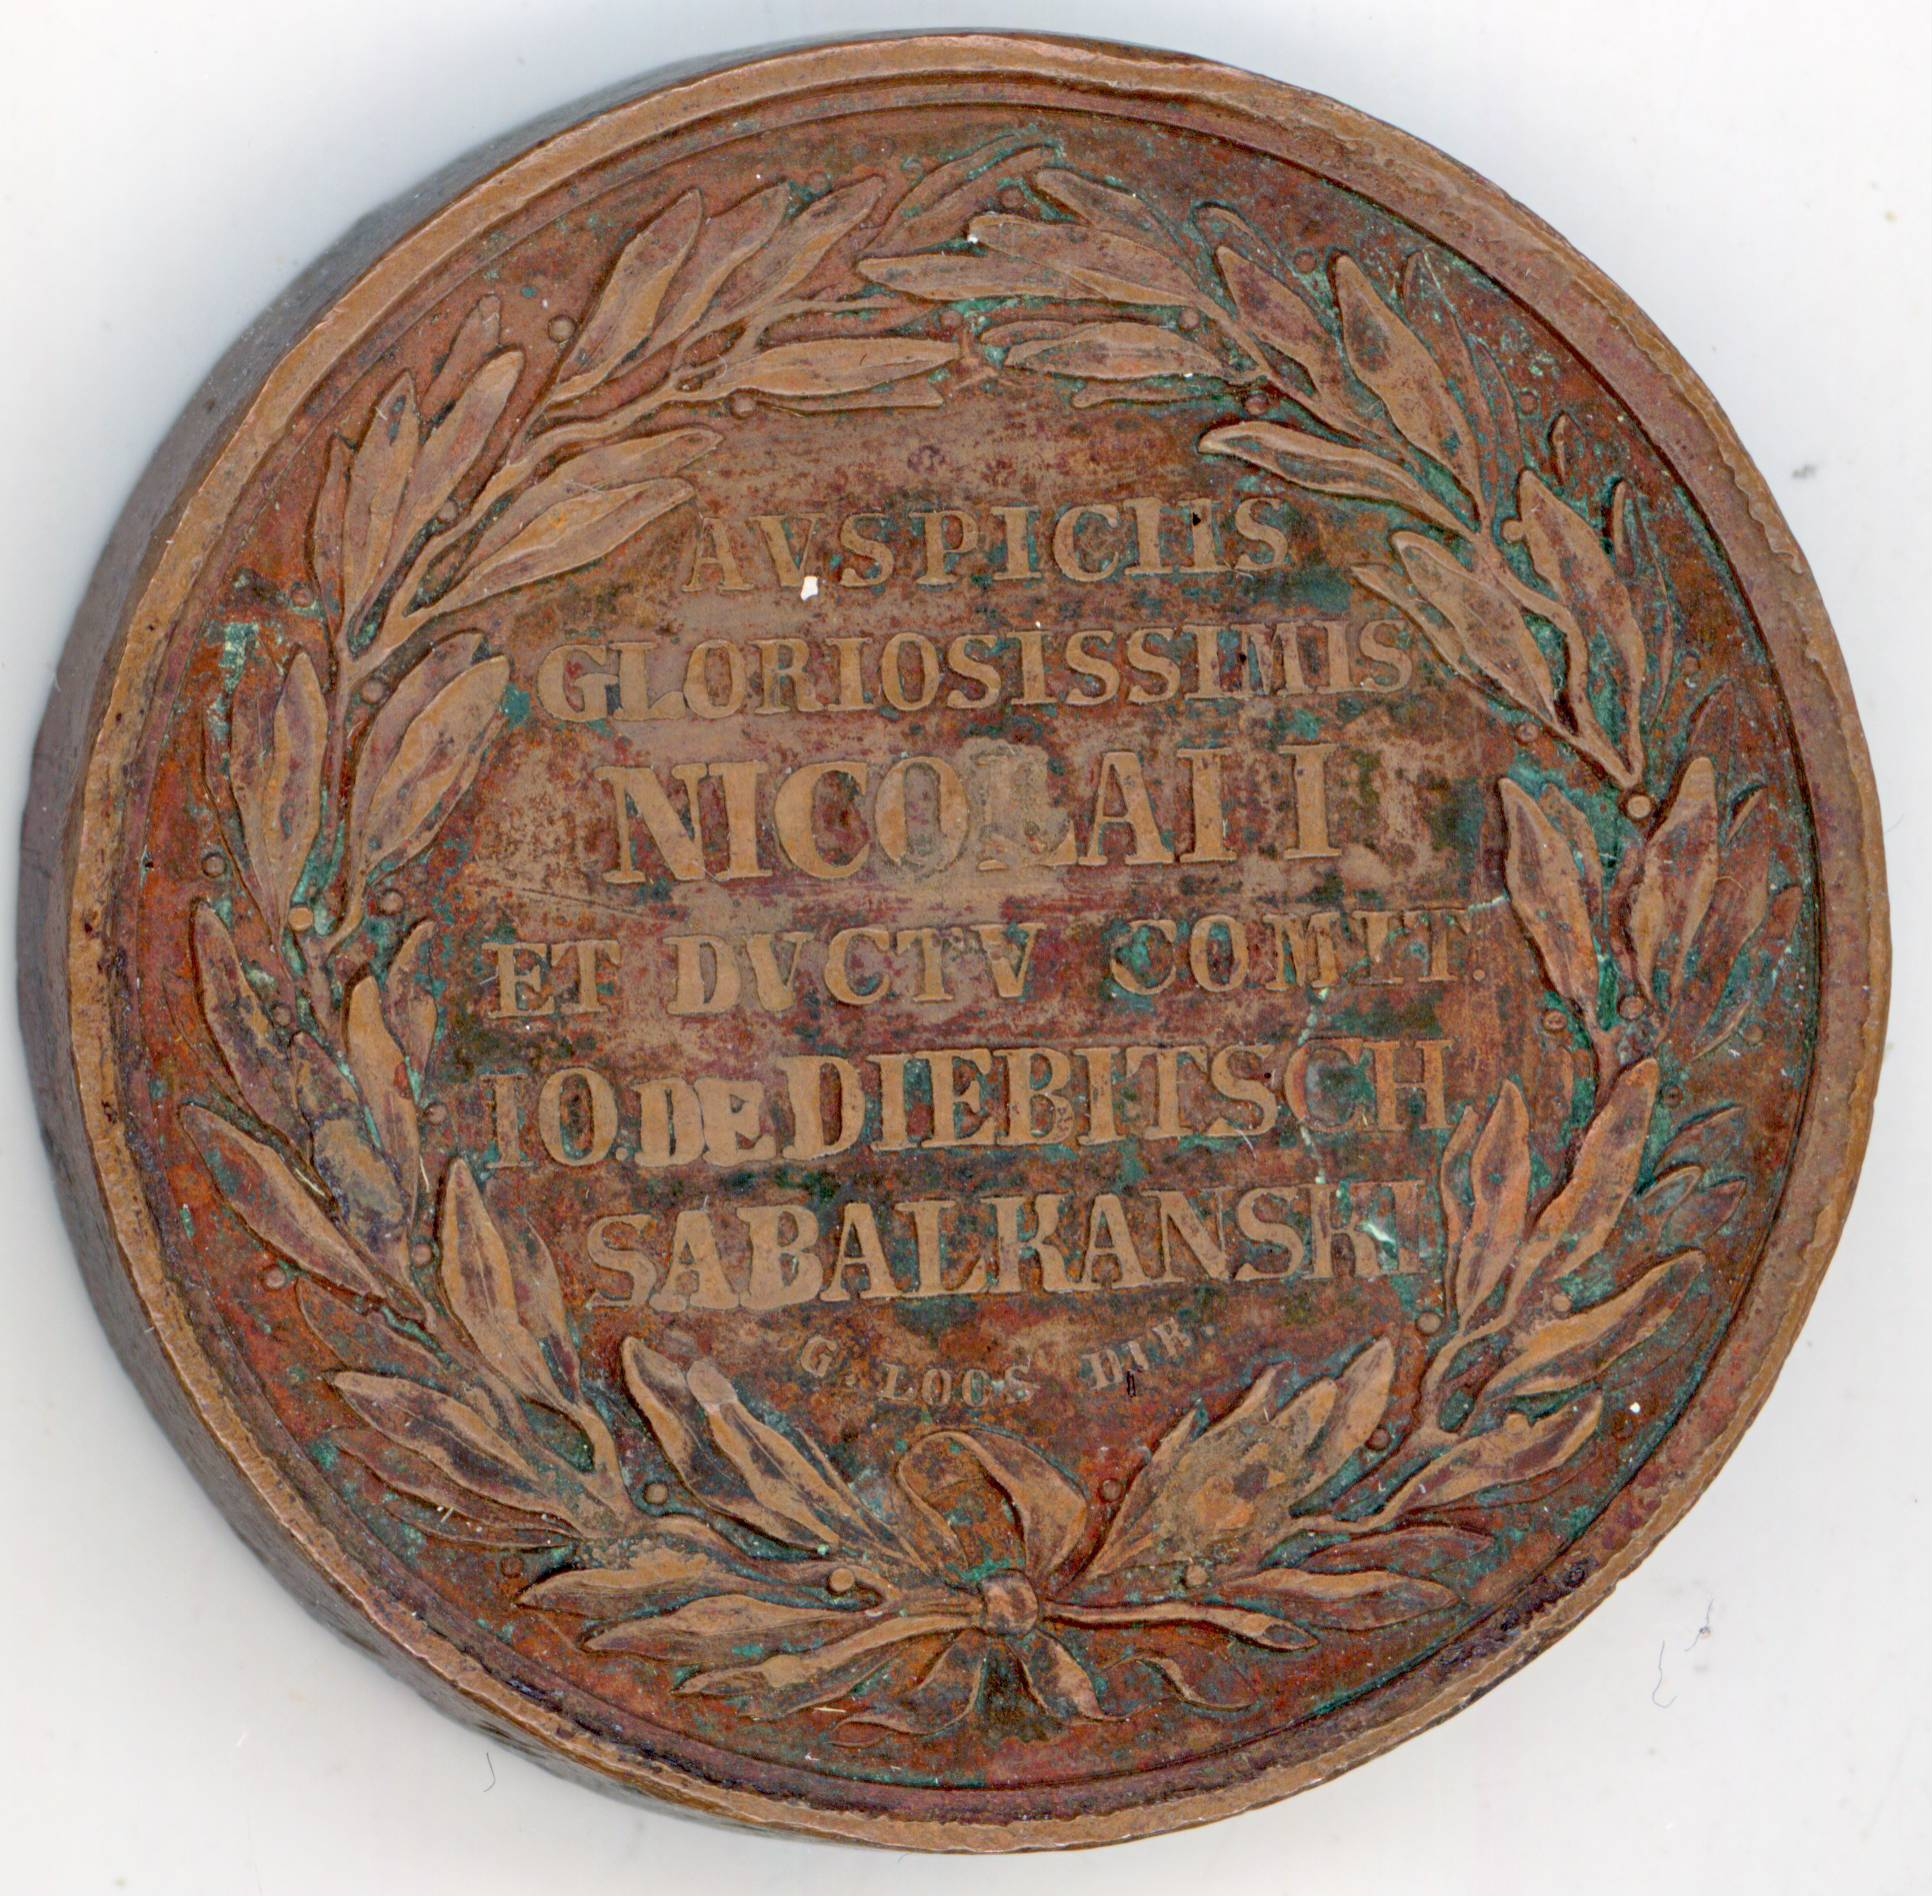 AVSPICIIS
GLORIOSISSIMIS
NICOLAI I
ET DVCTV COMIT.
IO. DE DIEBITSCH
SABALKANSKI
G. LOOS DIR.